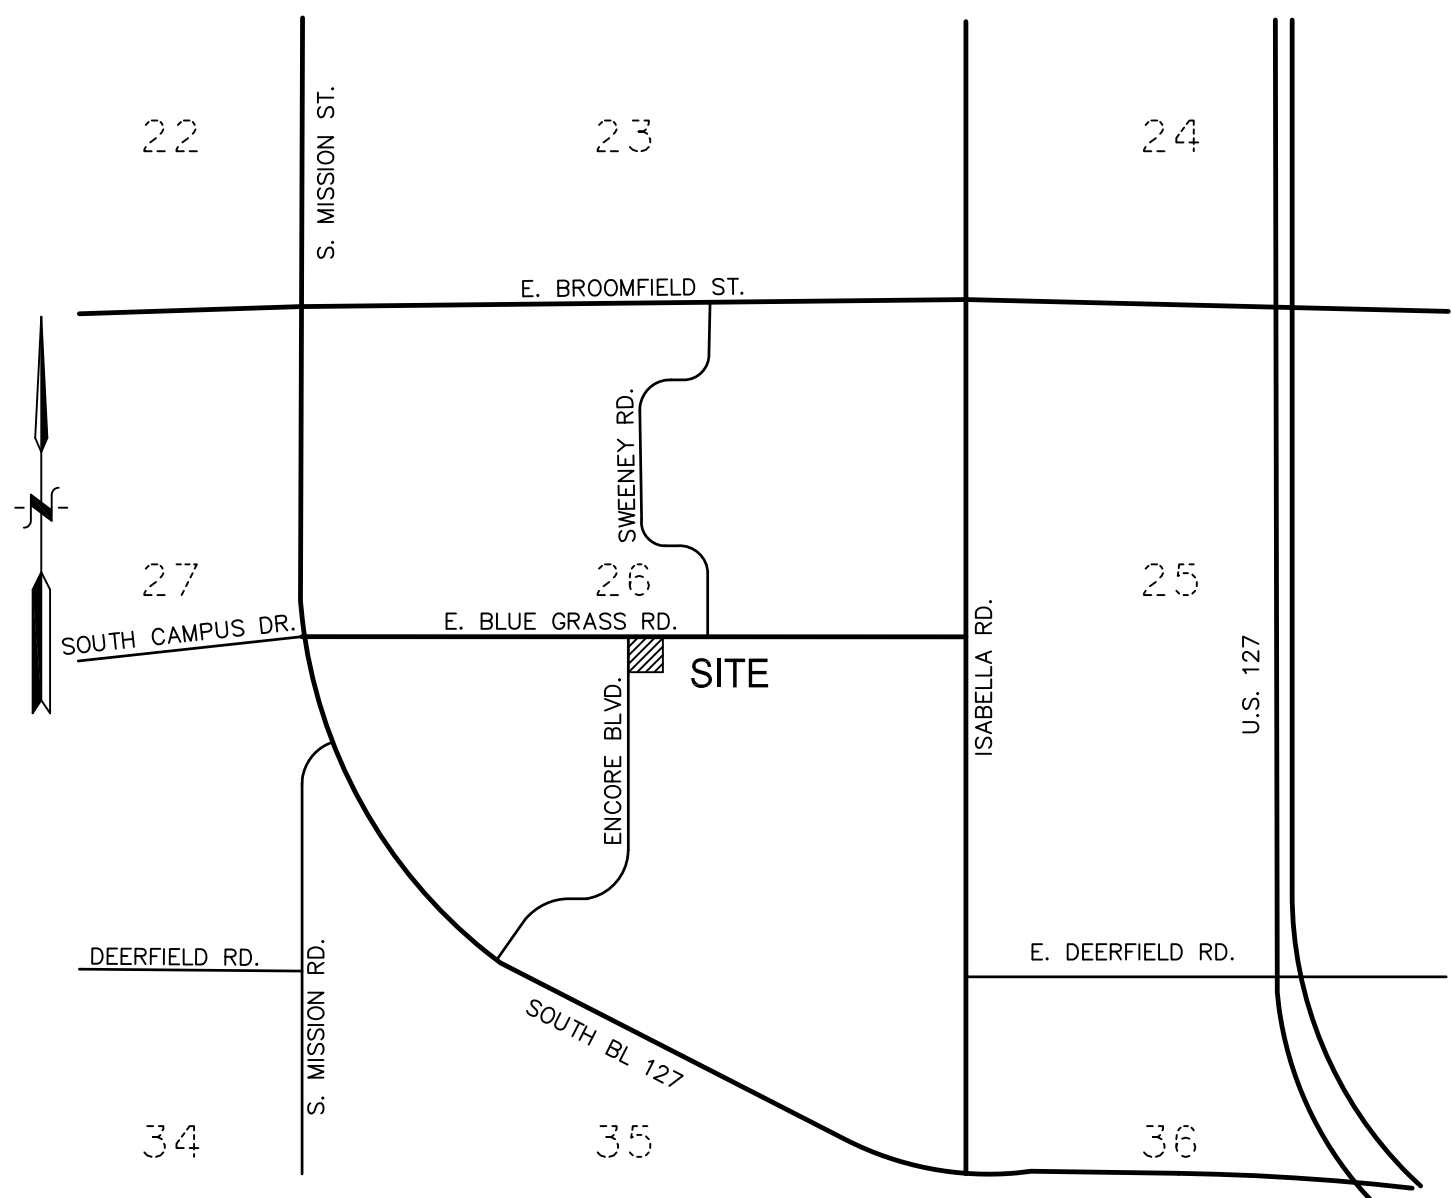 22
23
24
S. MISSION ST.
E. BROOMFIELD ST.
SWEENEY RD.
N
27
26
25
SOUTH CAMPUS DR.
E. BLUE GRASS RD.
SITE
ISABELLA RD.
U.S. 127
ENCORE BLVD.
DEERFIELD RD.
S. MISSION RD.
E. DEERFIELD RD.
SOUTH BL 127
34
35
36